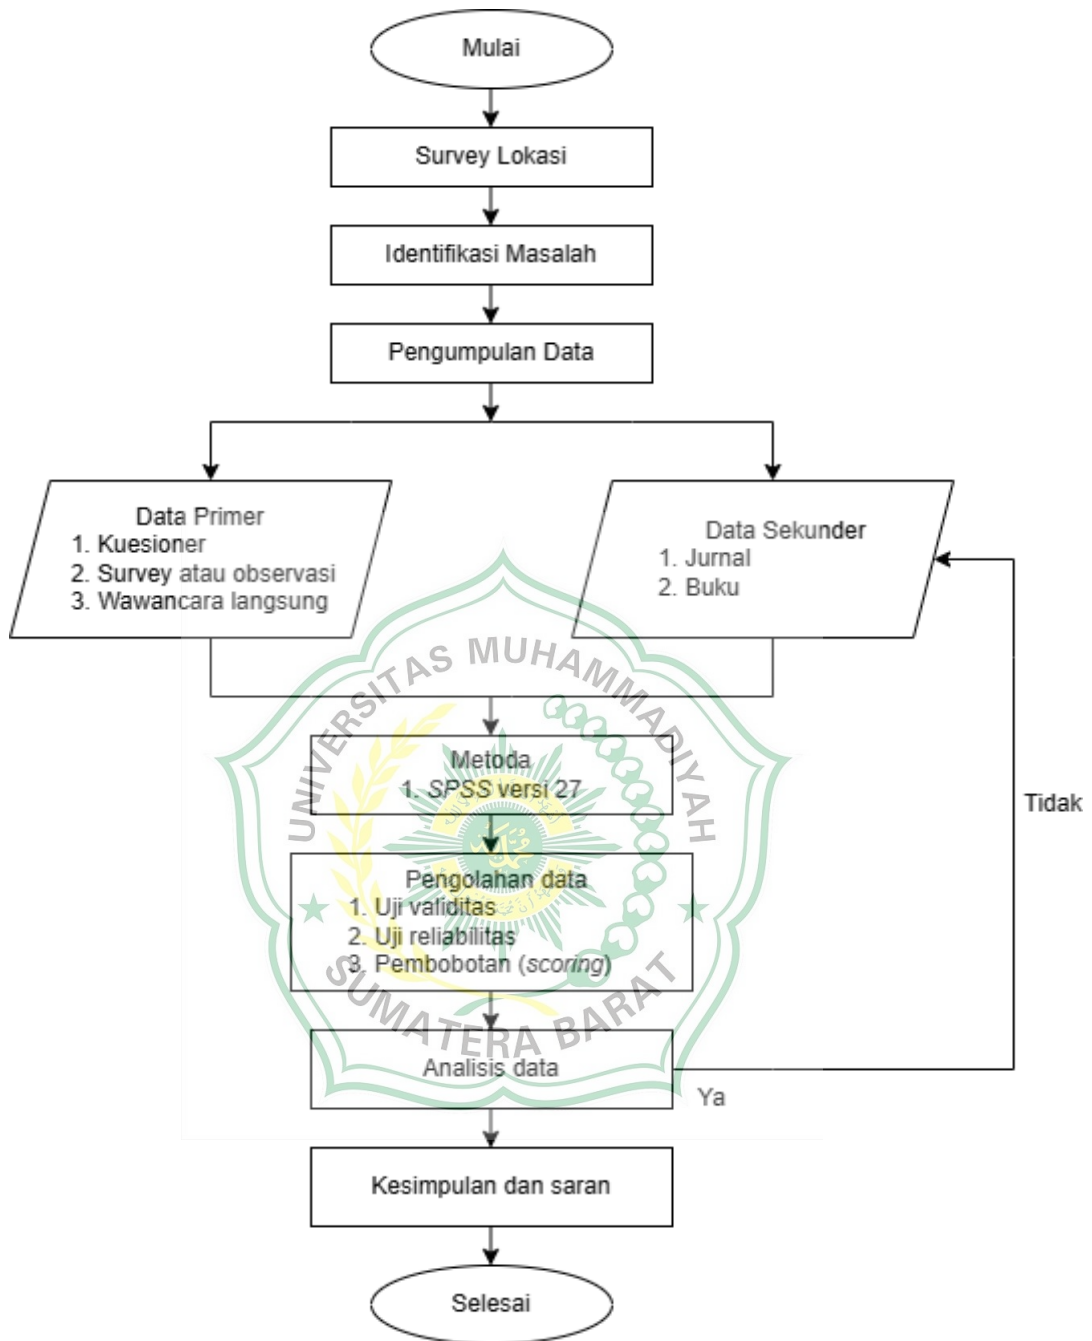 Mulai
Survey Lokasi
Identifikasi Masalah
Pengumpulan Data
Data Primer
1. Kuesioner
2. Survey atau observasi
3. Wawancara langsung
Data Sekunder
1. Jurnal
2. Buku
UNIVERSITAS MUHAMMADIYAH
Metoda
1. SPSS versi 27
Tidak
Pengolahan data
1. Uji validitas
2. Uji reliabilitas
3. Pembobotan (scoring)
SUMATERA BARAT
Analisis data
Ya
Kesimpulan dan saran
Selesai